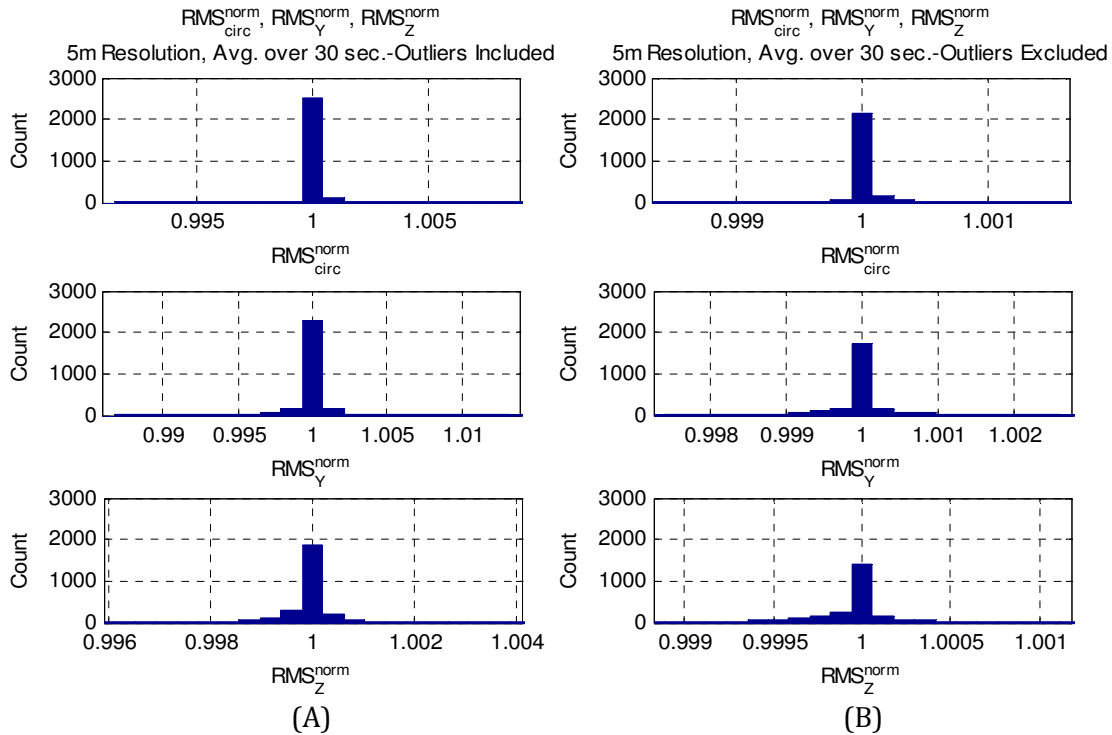 RMS^norm_circ, RMS^norm_Y, RMS^norm_Z
5m Resolution, Avg. over 30 sec.-Outliers Included
3000
2000
1000
0
Count
0.995 1 1.005
RMS^norm_circ
3000
2000
1000
0
Count
0.99 0.995 1 1.005 1.01
RMS^norm_Y
3000
2000
1000
0
Count
0.996 0.998 1 1.002 1.004
RMS^norm_Z
(A)
RMS^norm_circ, RMS^norm_Y, RMS^norm_Z
5m Resolution, Avg. over 30 sec.-Outliers Excluded
3000
2000
1000
0
Count
0.999 1 1.001
RMS^norm_circ
3000
2000
1000
0
Count
0.998 0.999 1 1.001 1.002
RMS^norm_Y
3000
2000
1000
0
Count
0.999 0.9995 1 1.0005 1.001
RMS^norm_Z
(B)